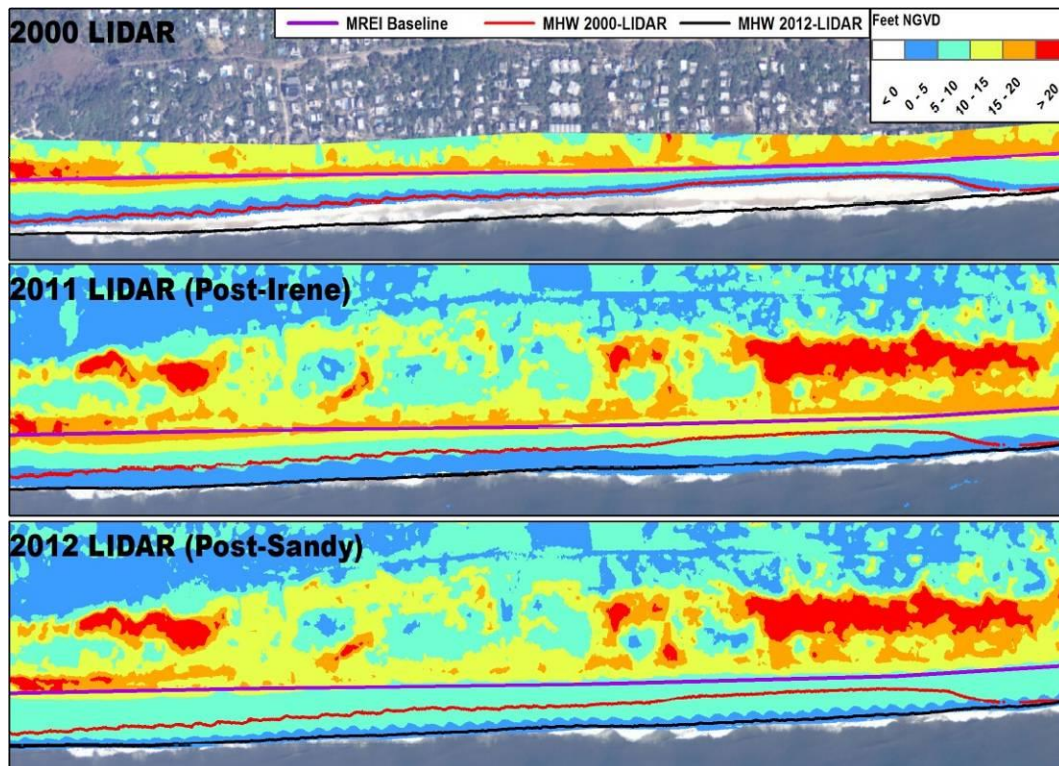 2000 LIDAR
MREI Baseline
MHW 2000-LIDAR
MHW 2012-LIDAR
Feet NGVD
< 0
0 - 5
5 - 10
10 - 15
15 - 20
> 20
2011 LIDAR (Post-Irene)
2012 LIDAR (Post-Sandy)